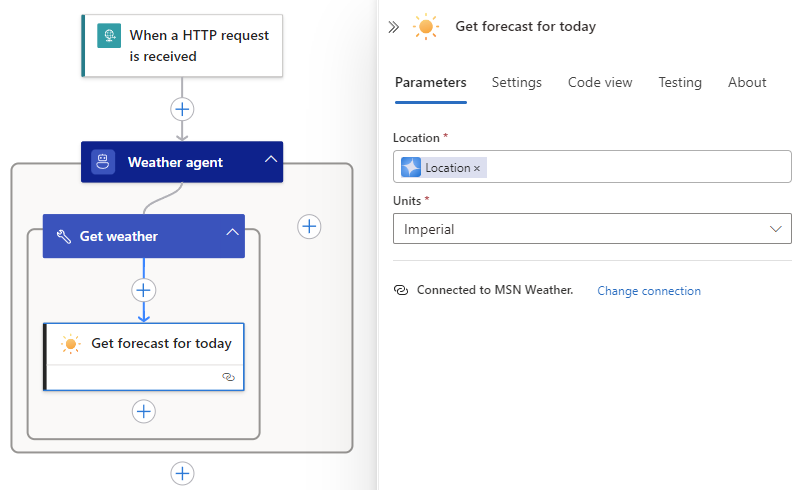 When a HTTP request
is received
Weather agent
Get weather
Get forecast for today
Get forecast for today
Parameters Settings Code view Testing About
Location *
Location ×
Units *
Imperial
Connected to MSN Weather. Change connection